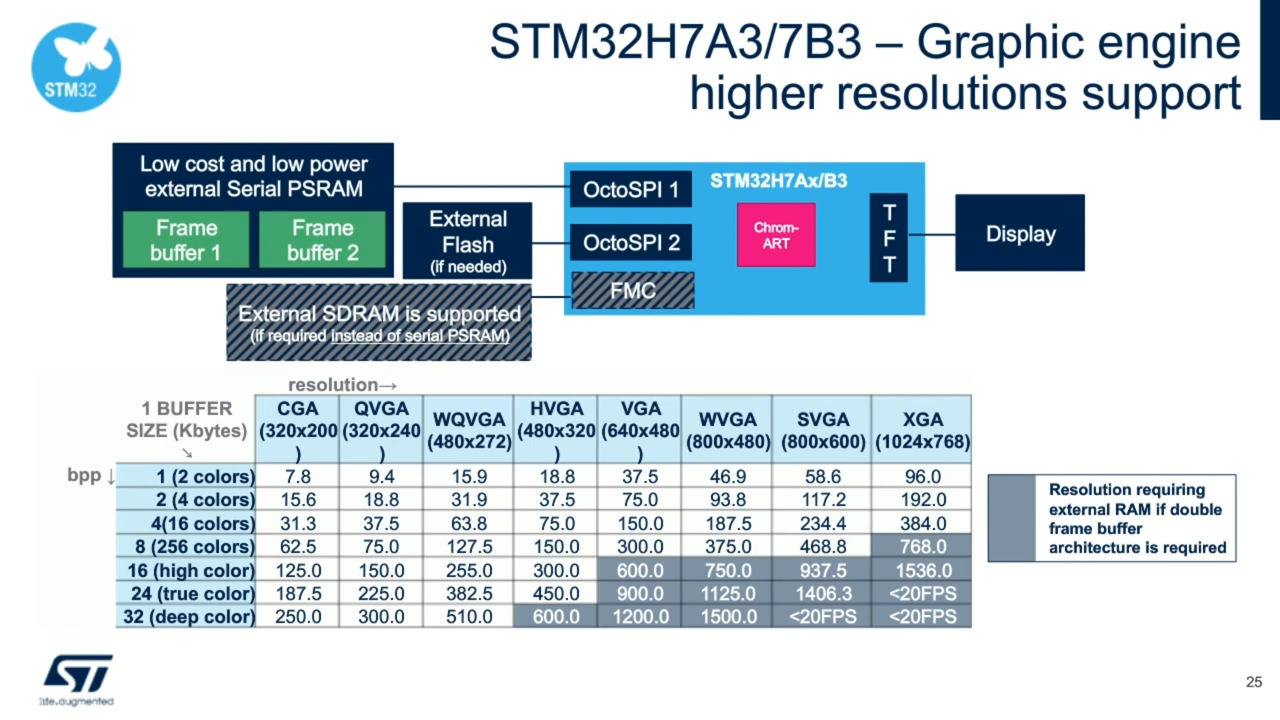 STM32
STM32H7A3/7B3 – Graphic engine
higher resolutions support
Low cost and low power
external Serial PSRAM
Frame
buffer 1
Frame
buffer 2
External
Flash
(if needed)
External SDRAM is supported
(if required instead of serial PSRAM)
OctoSPI 1
OctoSPI 2
FMC
STM32H7Ax/B3
Chrom-
ART
T
F
T
Display
resolution→
1 BUFFER
SIZE (Kbytes)
↘
bpp ↓
CGA
(320x200
)
QVGA
(320x240
)
WQVGA
(480x272)
HVGA
(480x320
)
VGA
(640x480
)
WVGA
(800x480)
SVGA
(800x600)
XGA
(1024x768)
1 (2 colors) 7.8 9.4 15.9 18.8 37.5 46.9 58.6 96.0
2 (4 colors) 15.6 18.8 31.9 37.5 75.0 93.8 117.2 192.0
4(16 colors) 31.3 37.5 63.8 75.0 150.0 187.5 234.4 384.0
8 (256 colors) 62.5 75.0 127.5 150.0 300.0 375.0 468.8 768.0
16 (high color) 125.0 150.0 255.0 300.0 600.0 750.0 937.5 1536.0
24 (true color) 187.5 225.0 382.5 450.0 900.0 1125.0 1406.3 <20FPS
32 (deep color) 250.0 300.0 510.0 600.0 1200.0 1500.0 <20FPS <20FPS
Resolution requiring
external RAM if double
frame buffer
architecture is required
ST
life.augmented
25